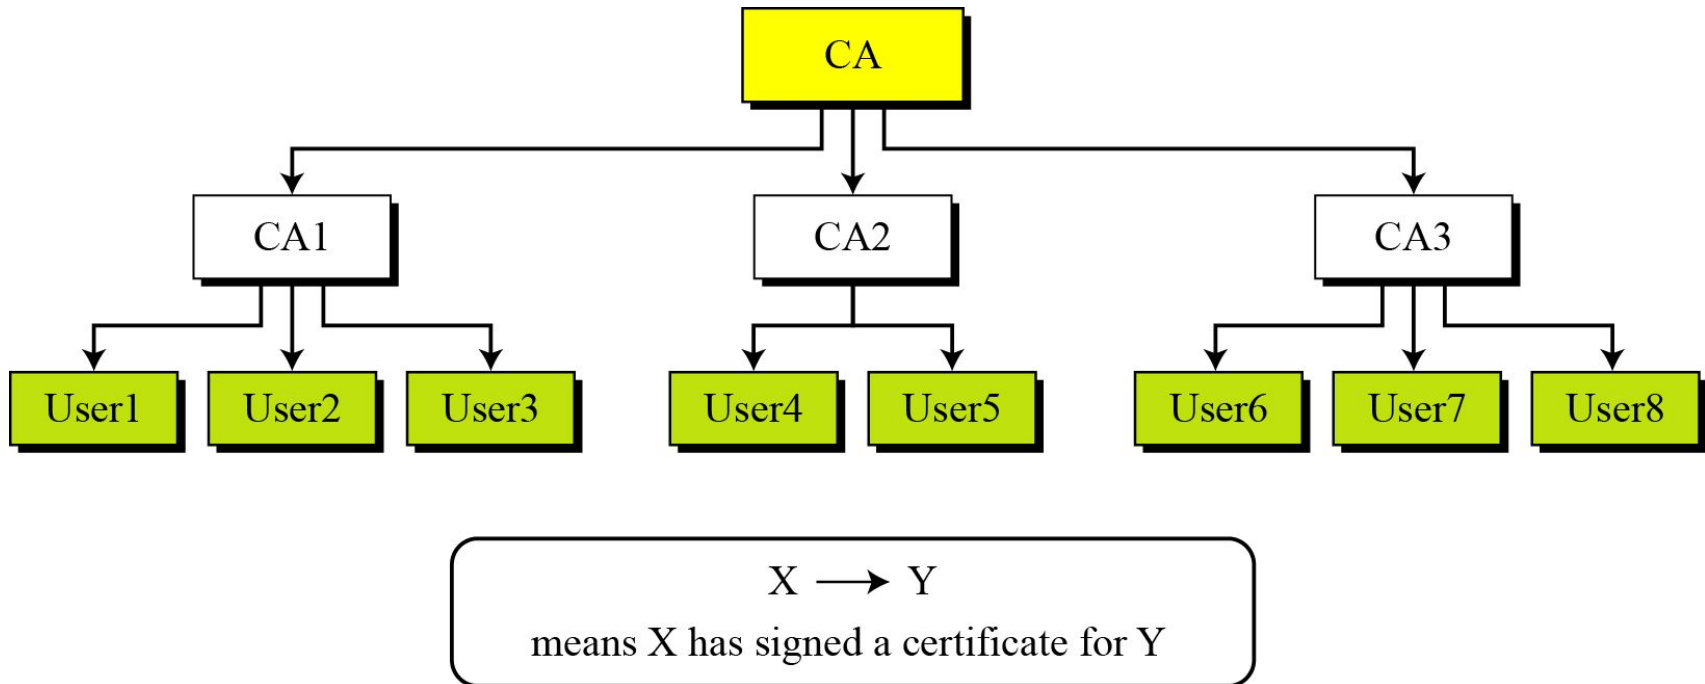 CA
CA1
CA2
CA3
User1
User2
User3
User4
User5
User6
User7
User8
X → Y
means X has signed a certificate for Y